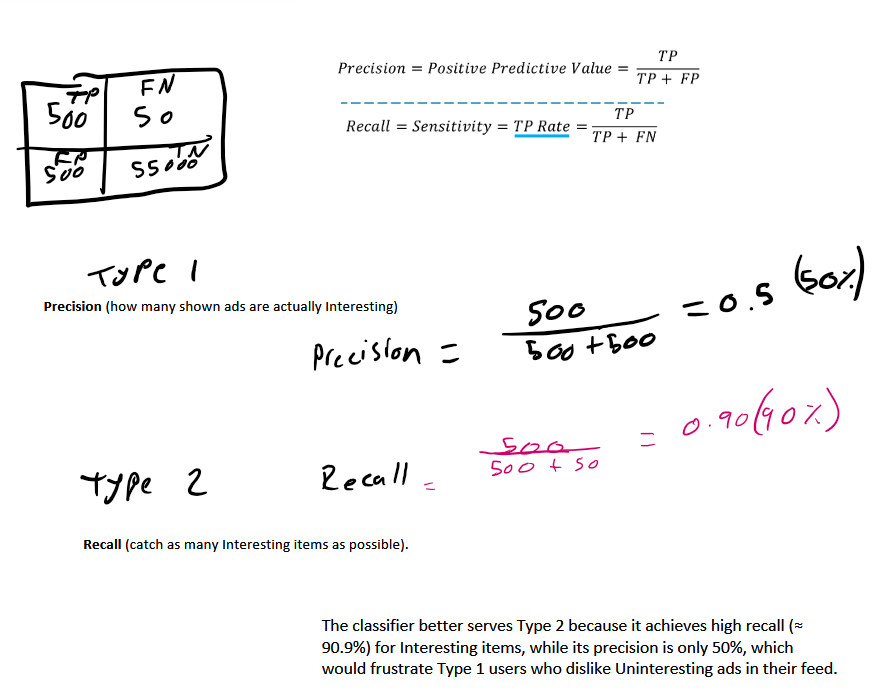 TP FN
500 50
FP TN
500 55000
Precision = Positive Predictive Value = TP / TP + FP
Recall = Sensitivity = TP Rate = TP / TP + FN
Type 1
Precision (how many shown ads are actually Interesting)
Precision = 500 / 500 + 500 = 0.5 (50%)
Type 2 Recall = 500 / 500 + 50 = 0.90 (90%)
Recall (catch as many Interesting items as possible).
The classifier better serves Type 2 because it achieves high recall (≈
90.9%) for Interesting items, while its precision is only 50%, which
would frustrate Type 1 users who dislike Uninteresting ads in their feed.